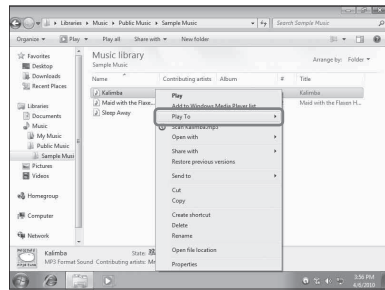 Libraries ▸ Music ▸ Public Music ▸ Sample Music
Search Sample Music
Organize Play Play all Share with New folder
Favorites
Desktop
Downloads
Recent Places
Libraries
Documents
Music
My Music
Public Music
Sample Musi
Pictures
Videos
Homegroup
Computer
Network
Music library
Sample Music
Arrange by: Folder
Name Contributing artists Album # Title
Kalimba
Maid with the Flaxe...
Sleep Away
Kalimba
Maid with the Flaxen H...
Play
Add to Windows Media Player list
Play To
Scan Kalimba.mp3
Open with
Share with
Restore previous versions
Send to
Cut
Copy
Create shortcut
Delete
Rename
Open file location
Properties
Kalimba State:
MP3 Format Sound Contributing artists:
3:56 PM
4/6/2010